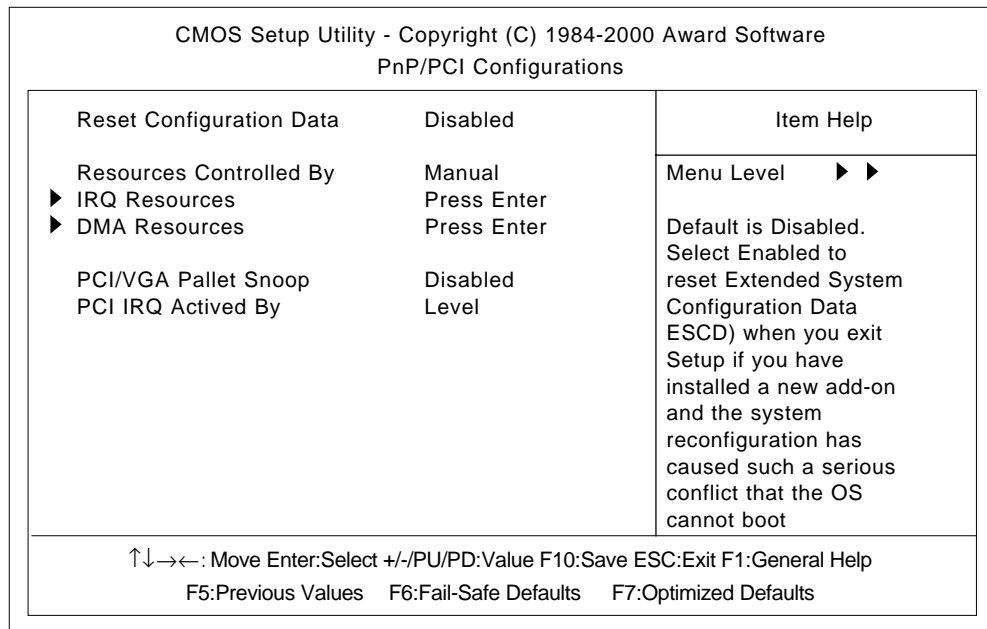 CMOS Setup Utility - Copyright (C) 1984-2000 Award Software
PnP/PCI Configurations
Reset Configuration Data Disabled
Resources Controlled By Manual
▶ IRQ Resources Press Enter
▶ DMA Resources Press Enter
PCI/VGA Pallet Snoop Disabled
PCI IRQ Actived By Level
Item Help
Menu Level ▶ ▶
Default is Disabled.
Select Enabled to
reset Extended System
Configuration Data
ESCD) when you exit
Setup if you have
installed a new add-on
and the system
reconfiguration has
caused such a serious
conflict that the OS
cannot boot
↑↓→←: Move Enter:Select +/-/PU/PD:Value F10:Save ESC:Exit F1:General Help
F5:Previous Values F6:Fail-Safe Defaults F7:Optimized Defaults